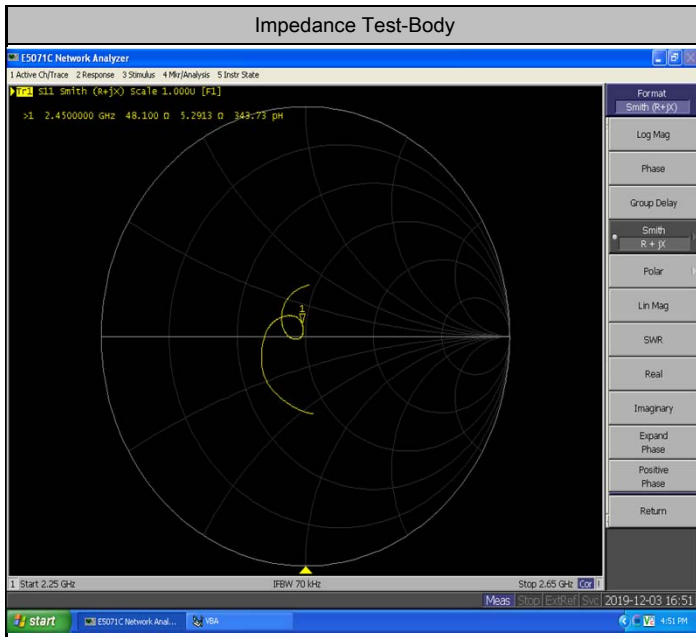 Impedance Test-Body
E5071C Network Analyzer
1 Active Ch/Trace 2 Response 3 Stimulus 4 Mkr/Analysis 5 Instr State
Tr1 S11 Smith (R+jX) Scale 1.000U [F1]
>1 2.4500000 GHz 48.100 Ω 5.2913 Ω 343.73 pH
1
Format
Smith (R+jX)
Log Mag
Phase
Group Delay
Smith
R + jX
Polar
Lin Mag
SWR
Real
Imaginary
Expand
Phase
Positive
Phase
Return
1 Start 2.25 GHz IFBW 70 kHz Stop 2.65 GHz Cor !
Meas Stop ExtRef Svc 2019-12-03 16:51
start E5071C Network Anal... VBA 4:51 PM